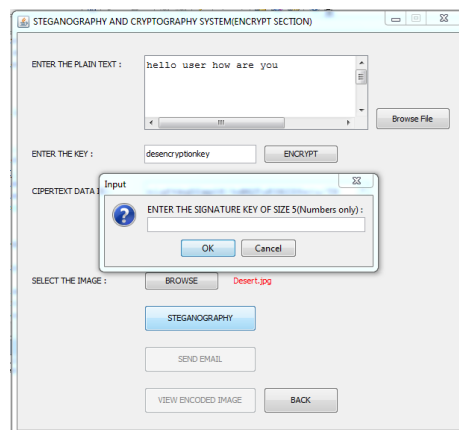 STEGANOGRAPHY AND CRYPTOGRAPHY SYSTEM(ENCRYPT SECTION)
ENTER THE PLAIN TEXT :
hello user how are you
Browse File
ENTER THE KEY :
desencryptionkey
ENCRYPT
CIPERTEXT DATA
Input
ENTER THE SIGNATURE KEY OF SIZE 5(Numbers only) :
OK
Cancel
SELECT THE IMAGE :
BROWSE
Desert.jpg
STEGANOGRAPHY
SEND EMAIL
VIEW ENCODED IMAGE
BACK